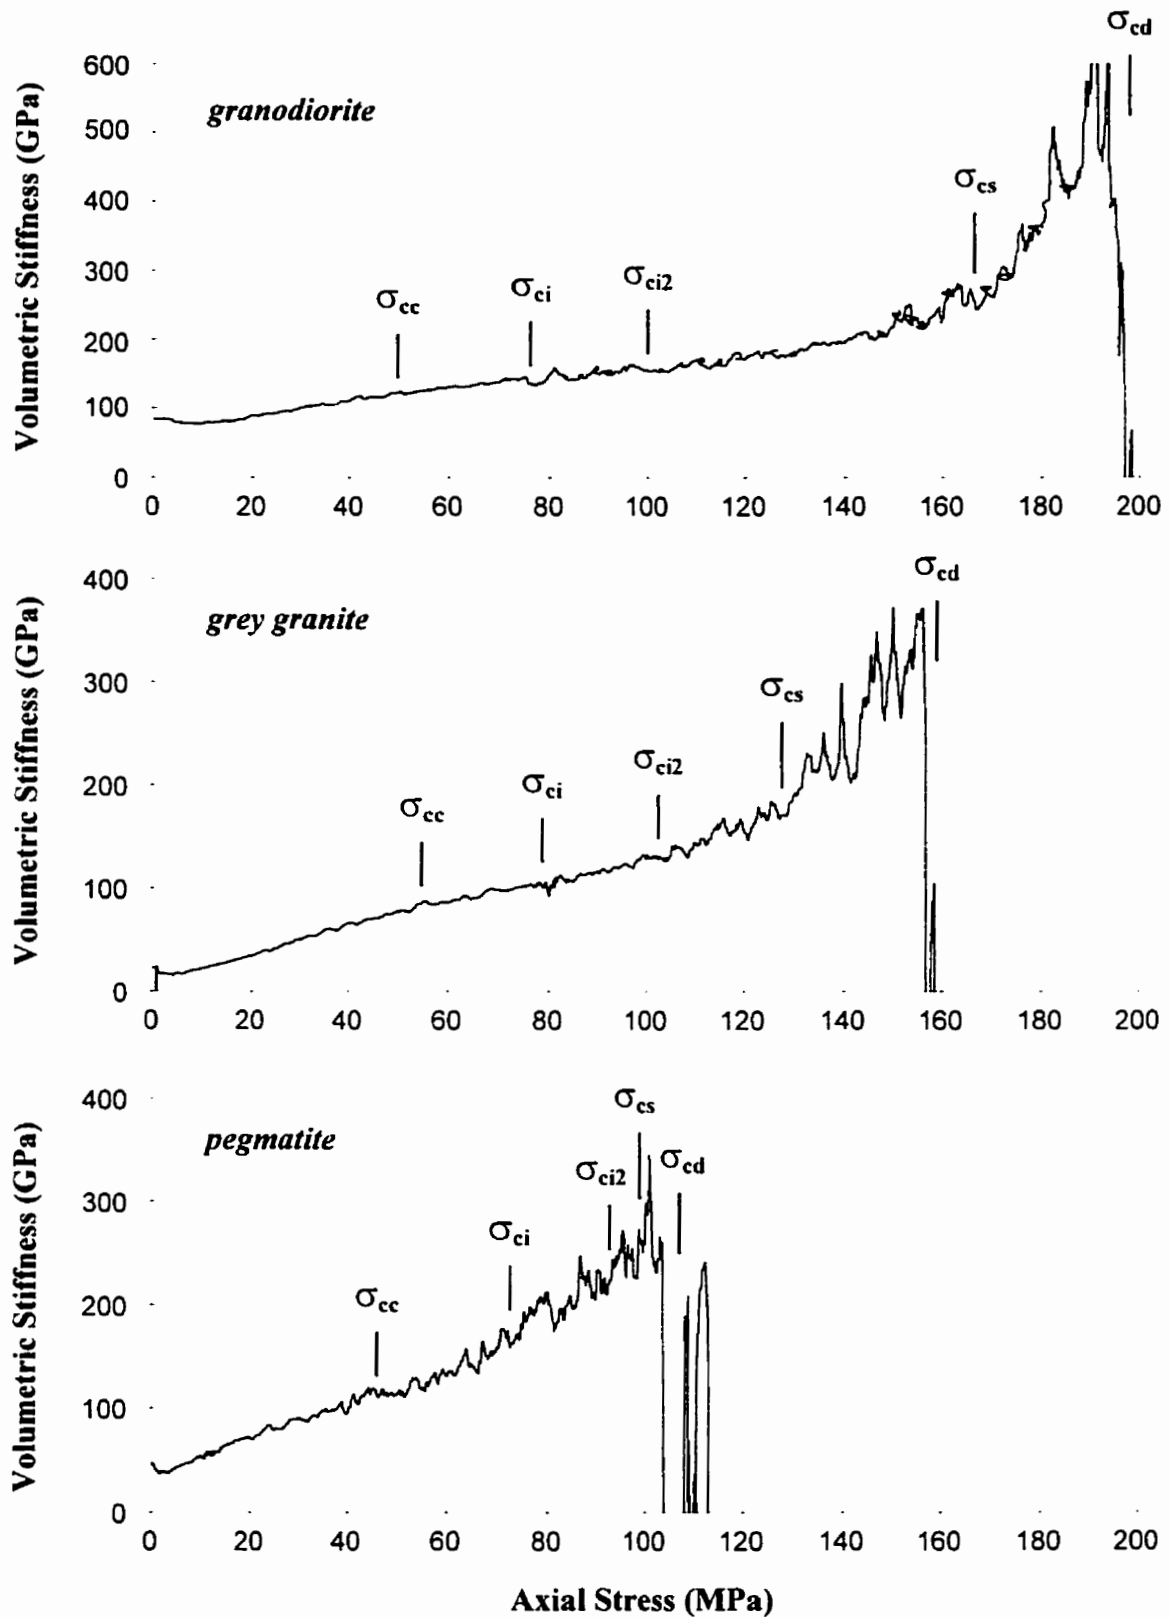 σcd
600
granodiorite
500
σcs
400
300
σci2
σci
σcc
200
100
0
0 20 40 60 80 100 120 140 160 180 200
Volumetric Stiffness (GPa)
σcd
400
grey granite
σcs
300
σci2
σci
200
σcc
100
0
0 20 40 60 80 100 120 140 160 180 200
Volumetric Stiffness (GPa)
σcs
400
pegmatite
σcd
σci2
300
σci
σcc
200
100
0
0 20 40 60 80 100 120 140 160 180 200
Volumetric Stiffness (GPa)
Axial Stress (MPa)